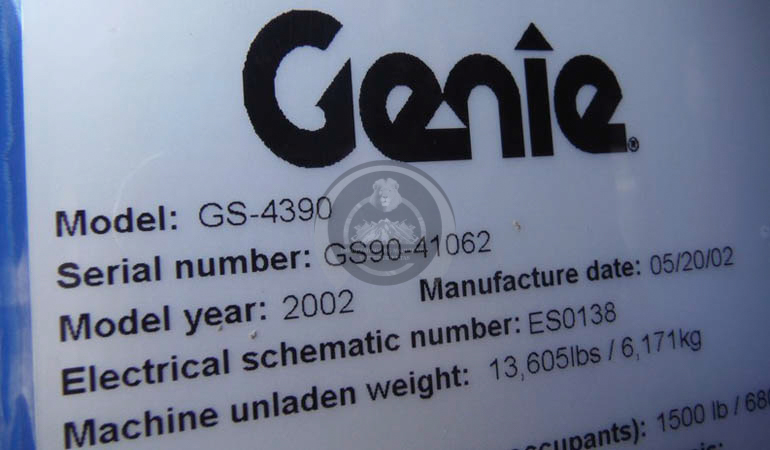 Genie®
Model: GS-4390
Serial number: GS90-41062
Model year: 2002 Manufacture date: 05/20/02
Electrical schematic number: ES0138
Machine unladen weight: 13,605lbs / 6,171kg
1500 lb /